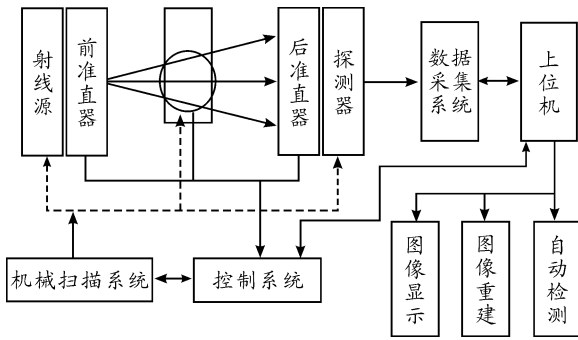 射线源
前准直器
后准直器
探测器
数据
采集
系统
上位机
机械扫描系统
控制系统
图像显示
图像重建
自动检测